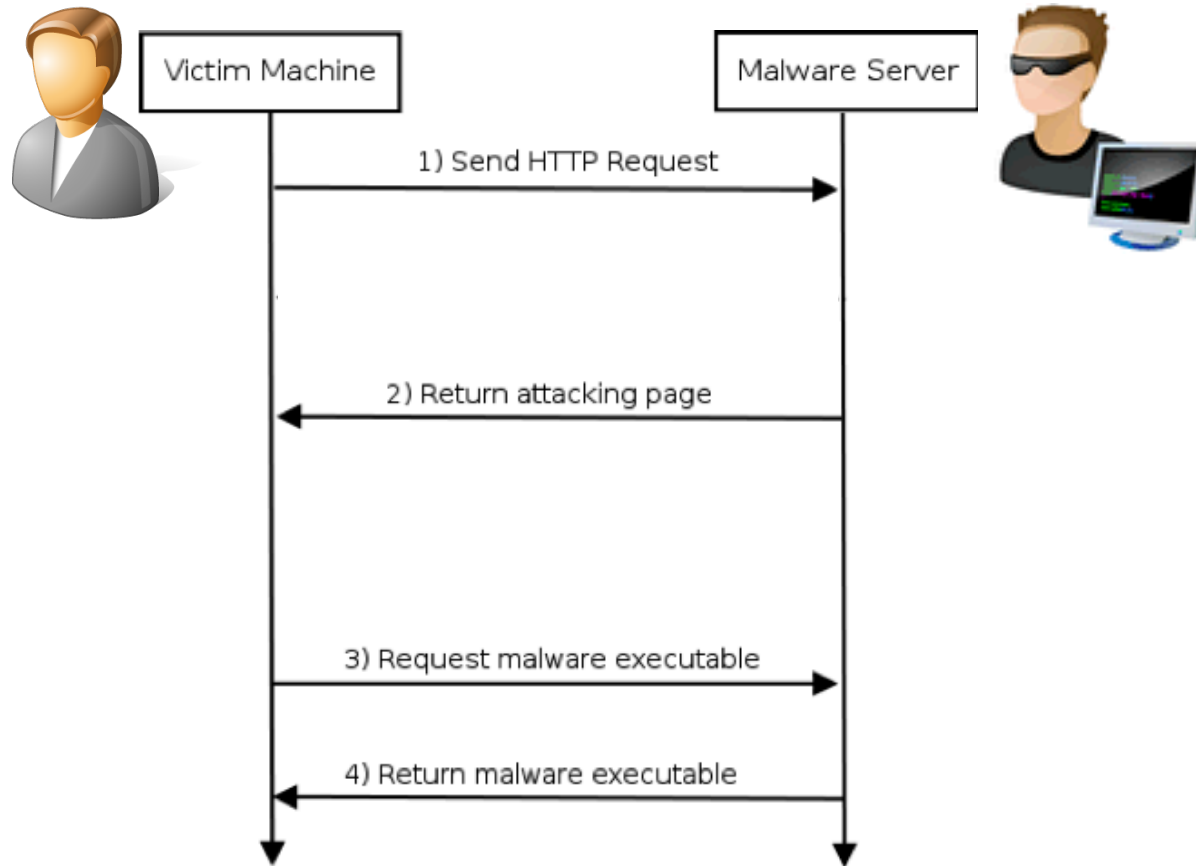 Victim Machine
Malware Server
1) Send HTTP Request
2) Return attacking page
3) Request malware executable
4) Return malware executable